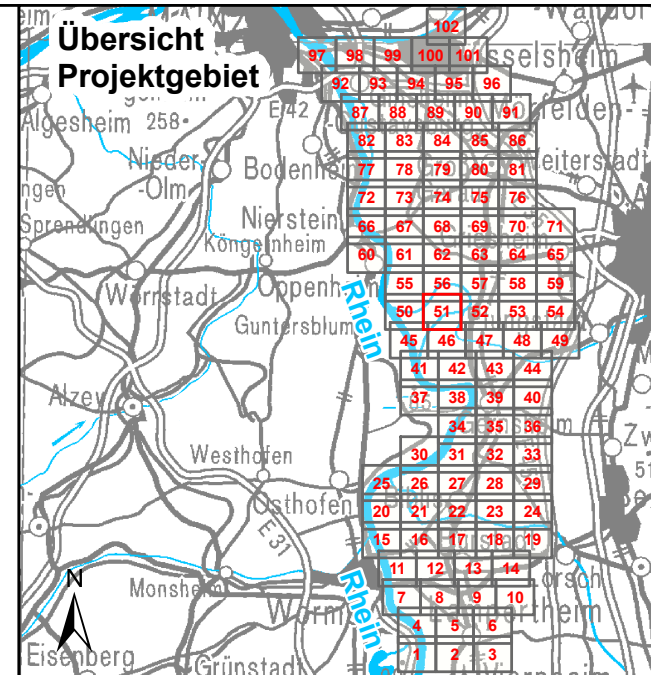 Übersicht
Projektgebiet
102
97 98 99 100 101
sselsheim
92 93 94 95 96
E 42
87 88 89 90 91
Algesheim 258
82 83 84 85 86
Nieder-
-Olm
Bodenheim
77 78 79 80 81
72 73 74 75 76
Nierstein
Sprendlingen
66 67 68 69 70 71
Köngernheim
60 61 62 63 64 65
Oppenheim
Wörrstadt
Rhein
55 56 57 58 59
50 51 52 53 54
Guntersblum
45 46 47 48 49
41 42 43 44
Alzey
37 38 39 40
34 35 36
Westhofen
30 31 32 33
25 26 27 28 29
Osthofen
20 21 22 23 24
E 31
15 16 17 18 19
11 12 13 14
N
Monsheim
Rhein
7 8 9 10
Worms
4 5 6
Eisenberg
Grünstadt
1 2 3